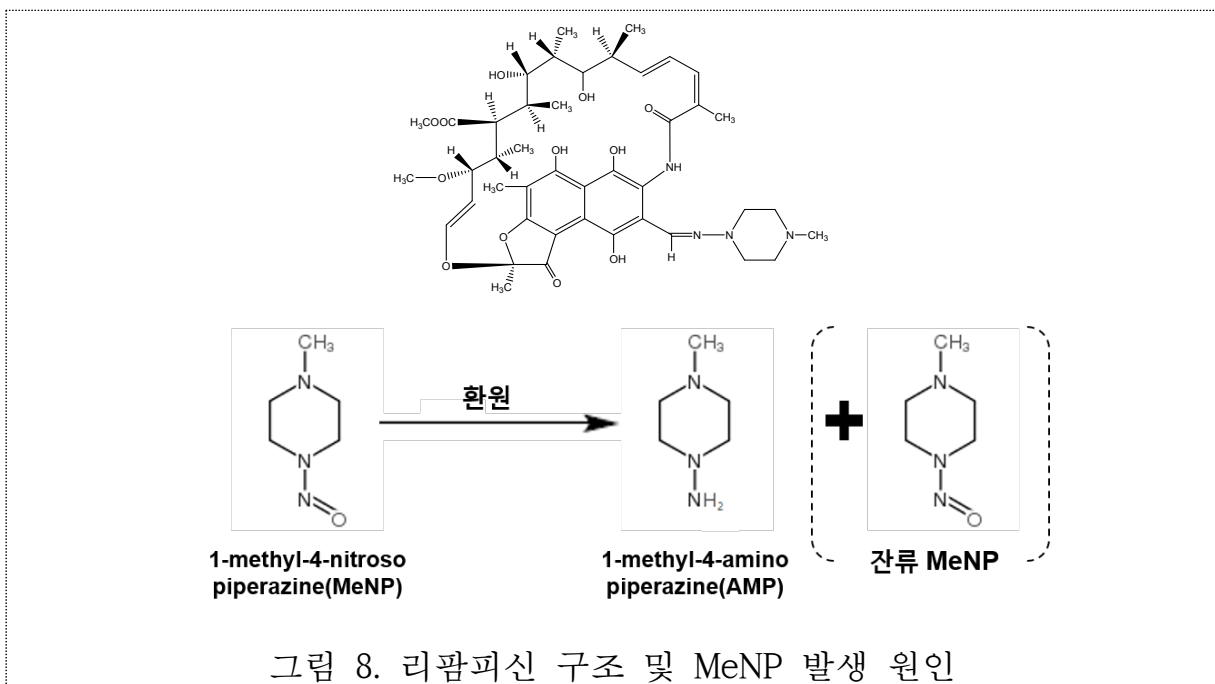 CH3
H
CH3
H
CH3
H
HO
OH
H
CH3
H
O
CH3
H3COOC
H
CH3
H
OH
OH
NH
H3C
O
H3C
O
N
N
N
CH3
H
O
OH
O
H3C
O
CH3
N
N
N
O
환원
CH3
N
N
NH2
CH3
N
N
N
O
1-methyl-4-nitroso
piperazine(MeNP)
1-methyl-4-amino
piperazine(AMP)
잔류 MeNP
그림 8. 리팜피신 구조 및 MeNP 발생 원인